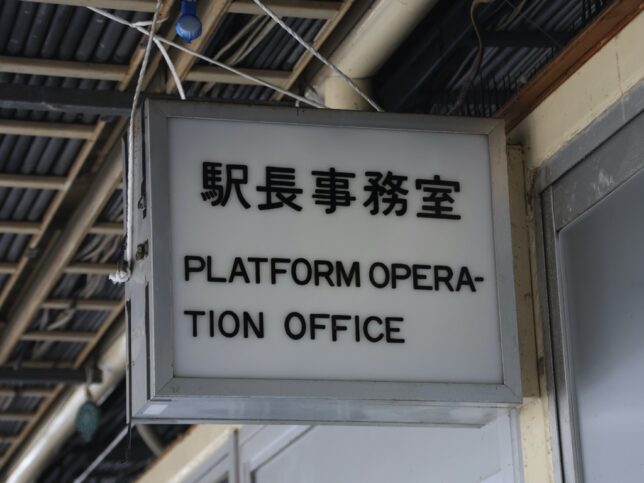 駅長事務室
PLATFORM OPERA-
TION OFFICE